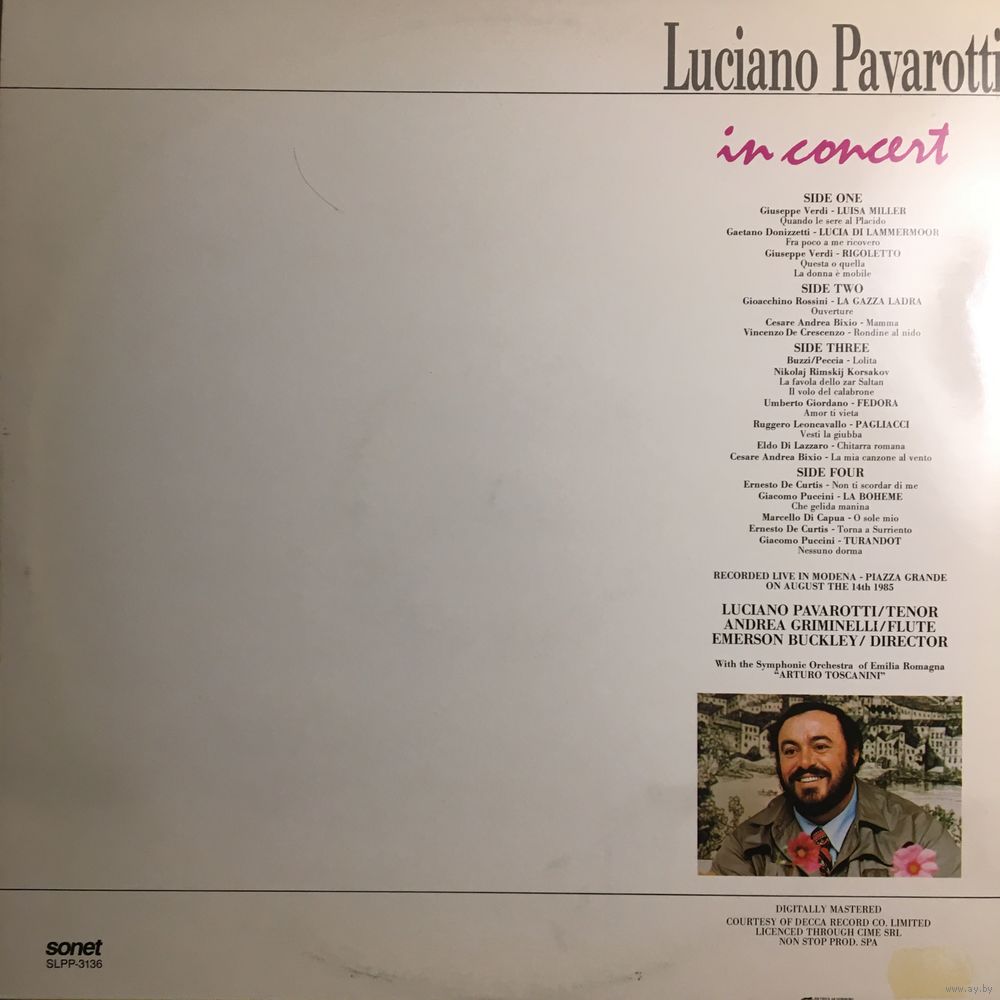 Luciano Pavarotti
in concert
SIDE ONE
Giuseppe Verdi - LUISA MILLER
Quando le sere al Placido
Gaetano Donizzetti - LUCIA DI LAMMERMOOR
Fra poco a me ricovero
Giuseppe Verdi - RIGOLETTO
Questa o quella
La donna è mobile
SIDE TWO
Gioacchino Rossini - LA GAZZA LADRA
Ouverture
Cesare Andrea Bixio - Mamma
Vincenzo De Crescenzo - Rondine al nido
SIDE THREE
Buzzi/Peccia - Lolita
Nikolaj Rimskij Korsakov
La favola dello zar Saltan
Il volo del calabrone
Umberto Giordano - FEDORA
Amor ti vieta
Ruggero Leoncavallo - PAGLIACCI
Vesti la giubba
Eldo Di Lazzaro - Chitarra romana
Cesare Andrea Bixio - La mia canzone al vento
SIDE FOUR
Ernesto De Curtis - Non ti scordar di me
Giacomo Puccini - LA BOHEME
Che gelida manina
Marcello Di Capua - O sole mio
Ernesto De Curtis - Torna a Surriento
Giacomo Puccini - TURANDOT
Nessuno dorma
RECORDED LIVE IN MODENA - PIAZZA GRANDE
ON AUGUST THE 14th 1985
LUCIANO PAVAROTTI/TENOR
ANDREA GRIMINELLI/FLUTE
EMERSON BUCKLEY/ DIRECTOR
With the Symphonic Orchestra of Emilia Romagna
"ARTURO TOSCANINI"
DIGITALLY MASTERED
COURTESY OF DECCA RECORD CO. LIMITED
LICENCED THROUGH CIME SRL
NON STOP PROD. SPA
sonet
SLPP-3136
www.ay.by